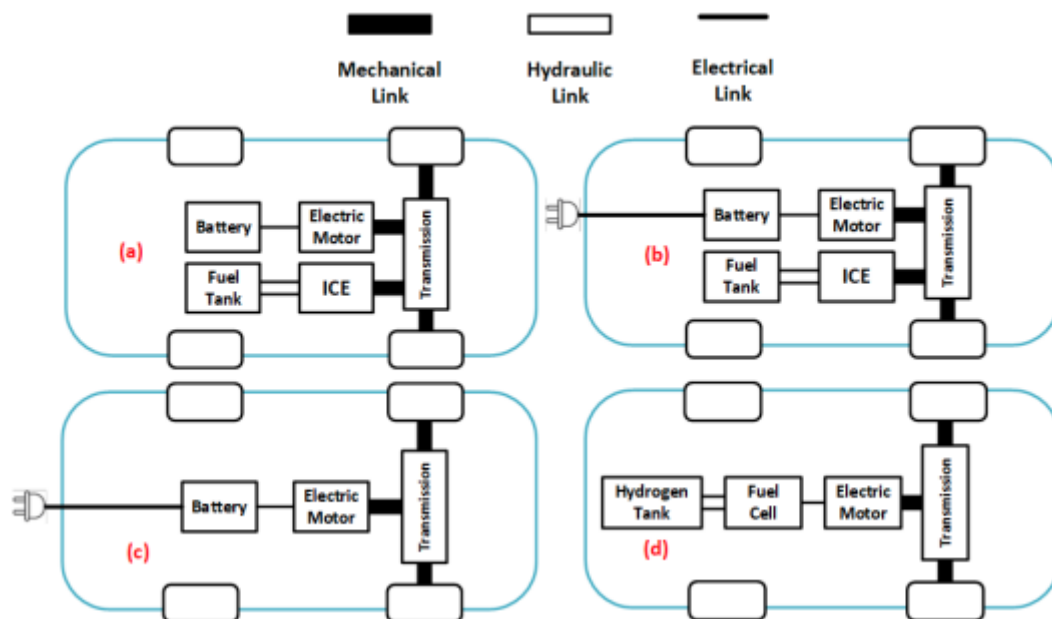 Mechanical
Link
Hydraulic
Link
Electrical
Link
(a)
Battery
Electric
Motor
Fuel
Tank
ICE
Transmission
(b)
Battery
Electric
Motor
Fuel
Tank
ICE
Transmission
(c)
Battery
Electric
Motor
Transmission
(d)
Hydrogen
Tank
Fuel
Cell
Electric
Motor
Transmission